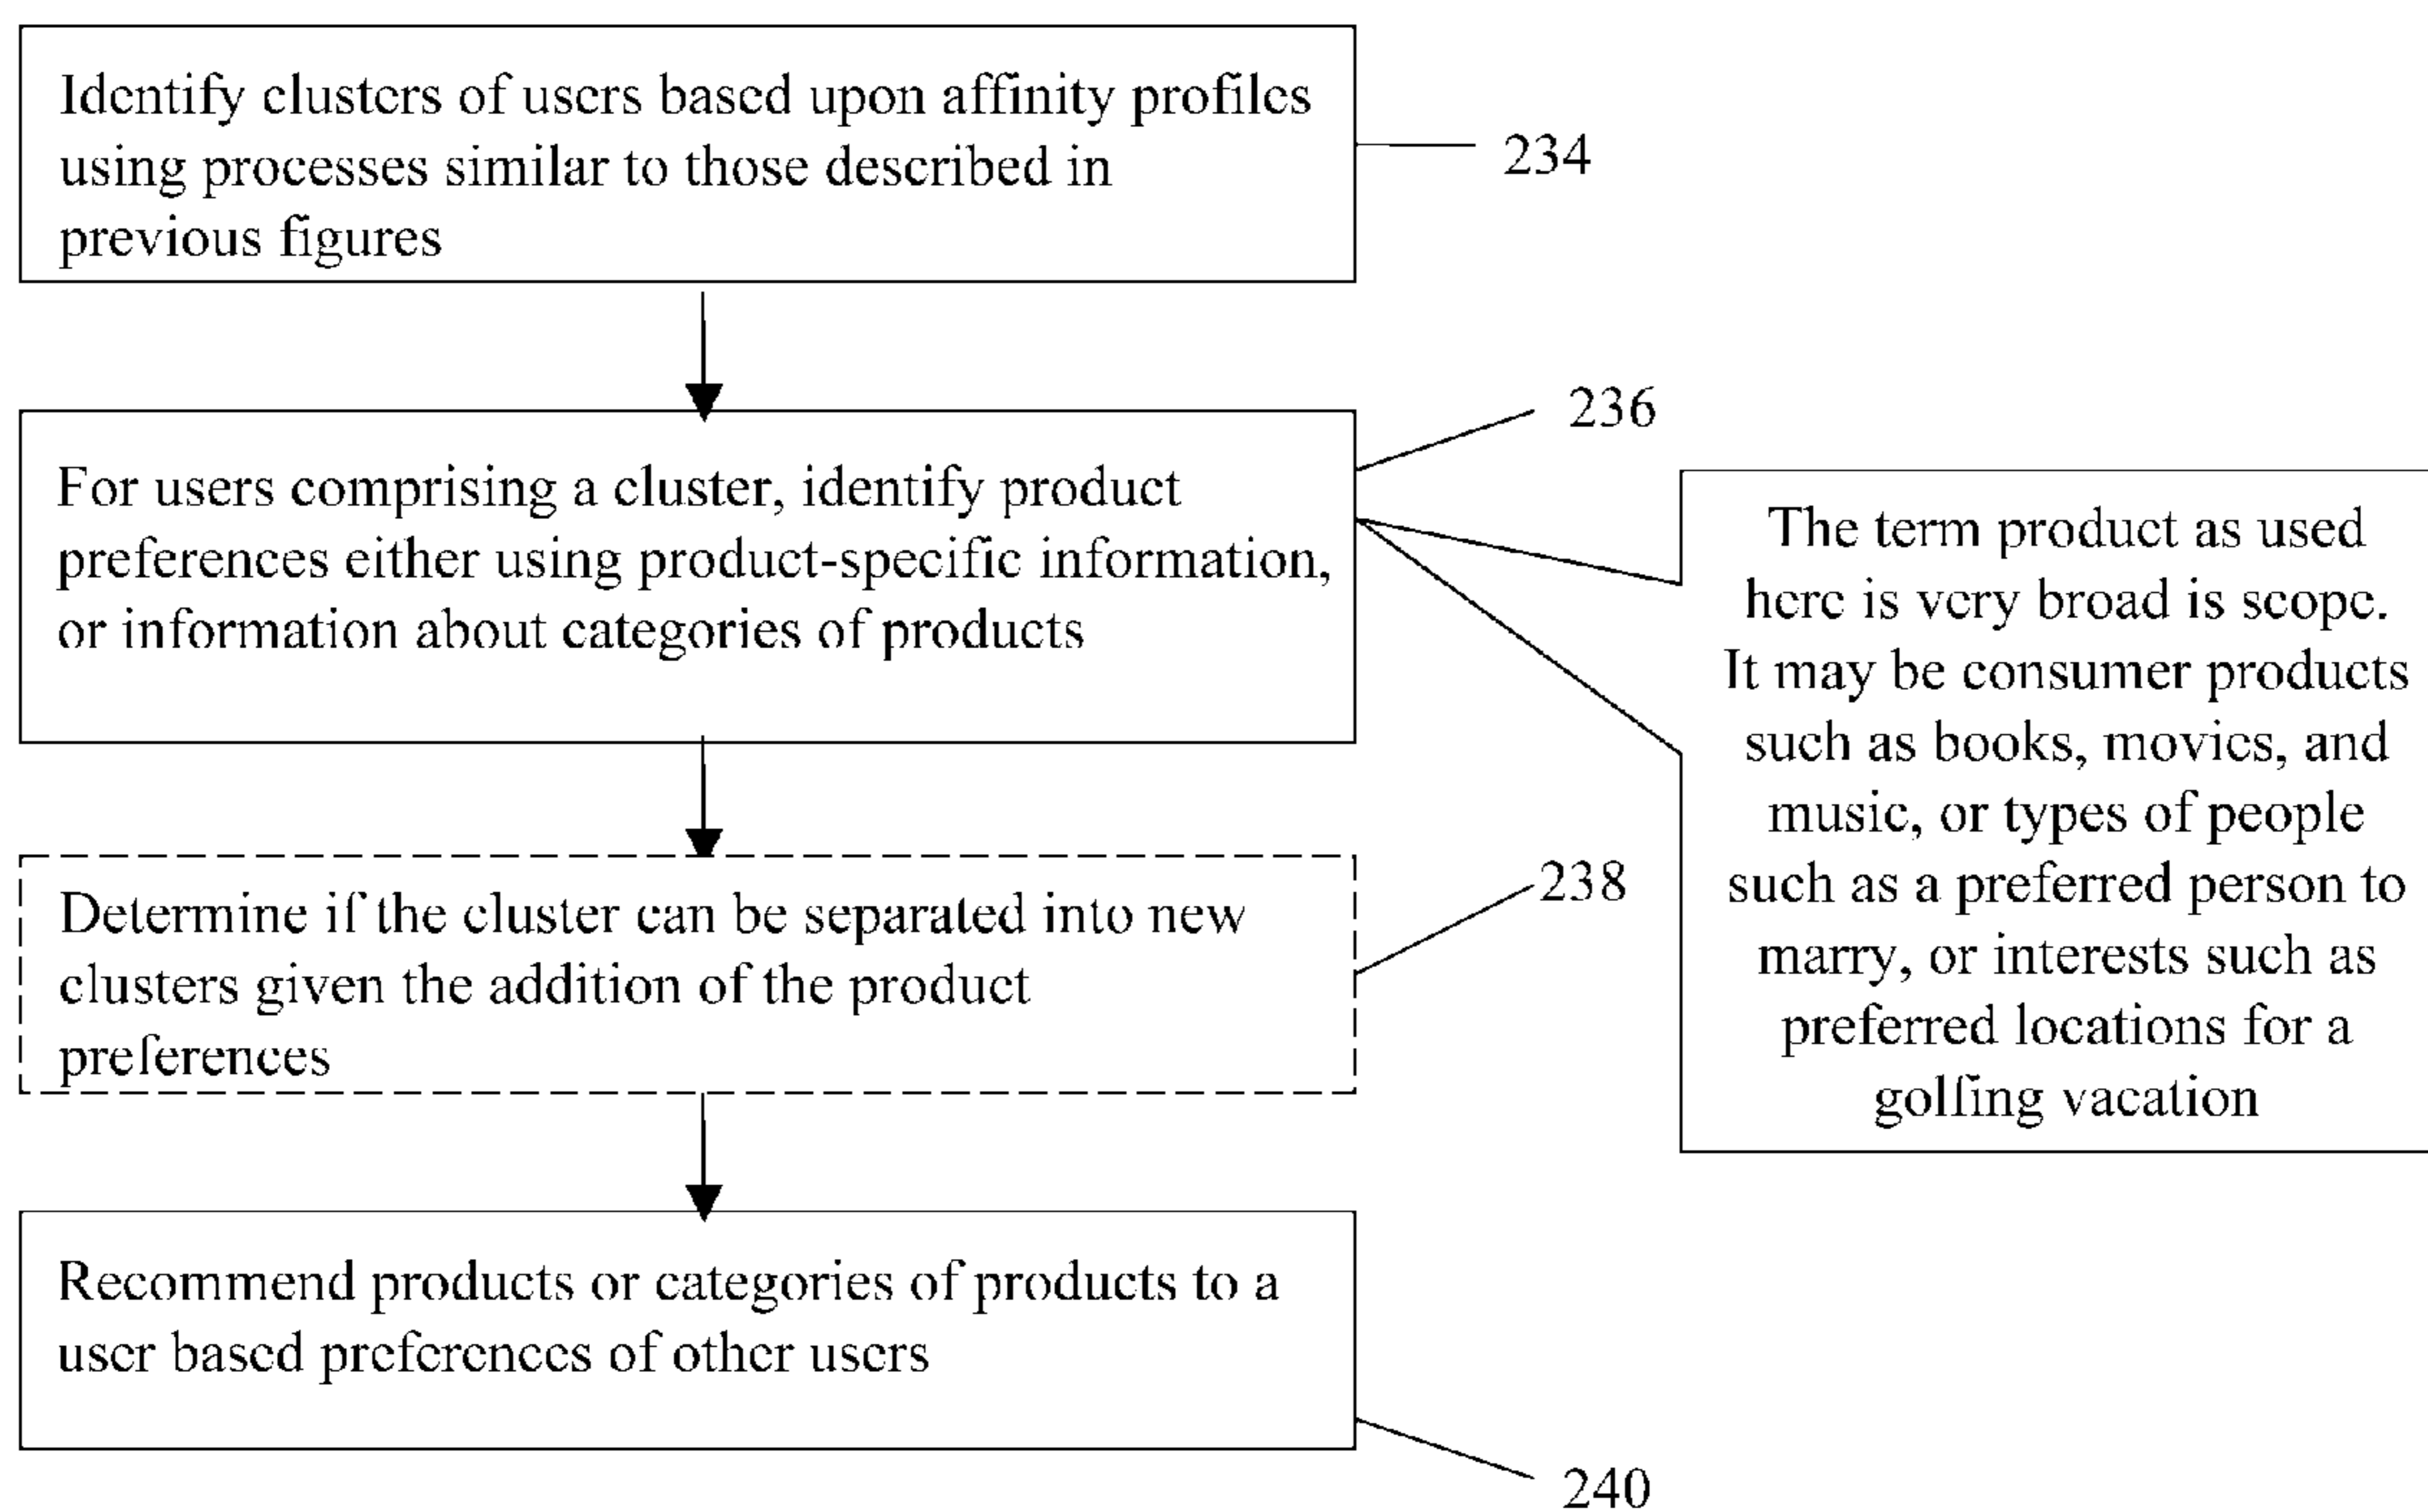 Identify clusters of users based upon affinity profiles
using processes similar to those described in
previous figures
234
236
For users comprising a cluster, identify product
preferences either using product-specific information,
or information about categories of products
The term product as used
here is very broad is scope.
It may be consumer products
such as books, movies, and
music, or types of people
such as a preferred person to
marry, or interests such as
preferred locations for a
golfing vacation
238
Determine if the cluster can be separated into new
clusters given the addition of the product
preferences
Recommend products or categories of products to a
user based preferences of other users
240